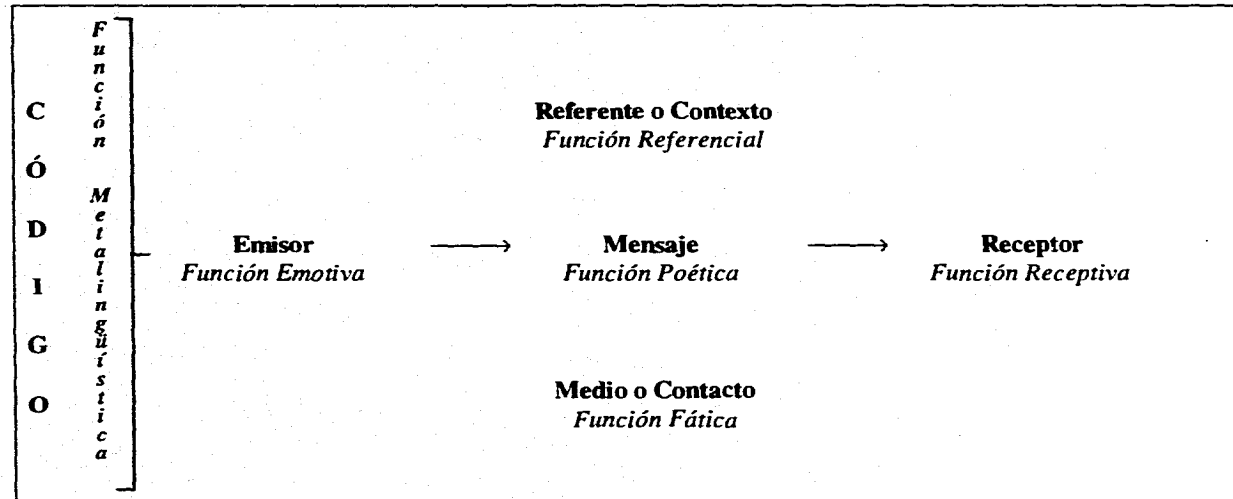 CÓDIGO
Función Metalingüística
Referente o Contexto
Función Referencial
Emisor
Función Emotiva
Mensaje
Función Poética
Receptor
Función Receptiva
Medio o Contacto
Función Fática